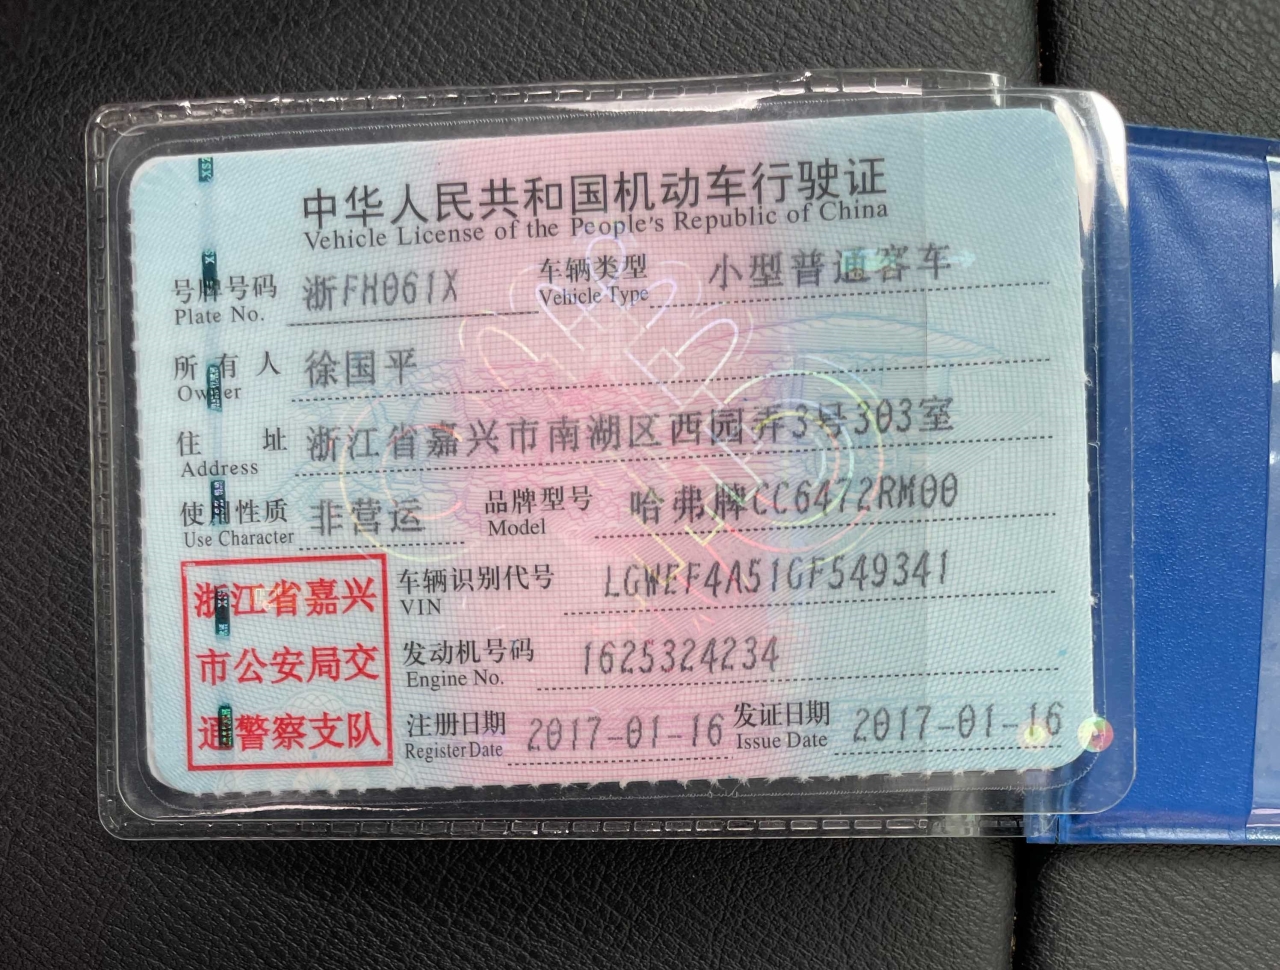 中华人民共和国机动车行驶证
Vehicle License of the People's Republic of China
号牌号码 浙FH061X 车辆类型 小型普通客车
Plate No. Vehicle Type
所有人 徐国平
Owner
住址 浙江省嘉兴市南湖区西园弄3号303室
Address
使用性质 非营运 品牌型号 哈弗牌CC6472RM00
Use Character Model
浙江省嘉兴
市公安局交
通警察支队
车辆识别代号 LGWEF4A51GF549341
VIN
发动机号码 1625324234
Engine No.
注册日期 2017-01-16 发证日期 2017-01-16
Register Date Issue Date